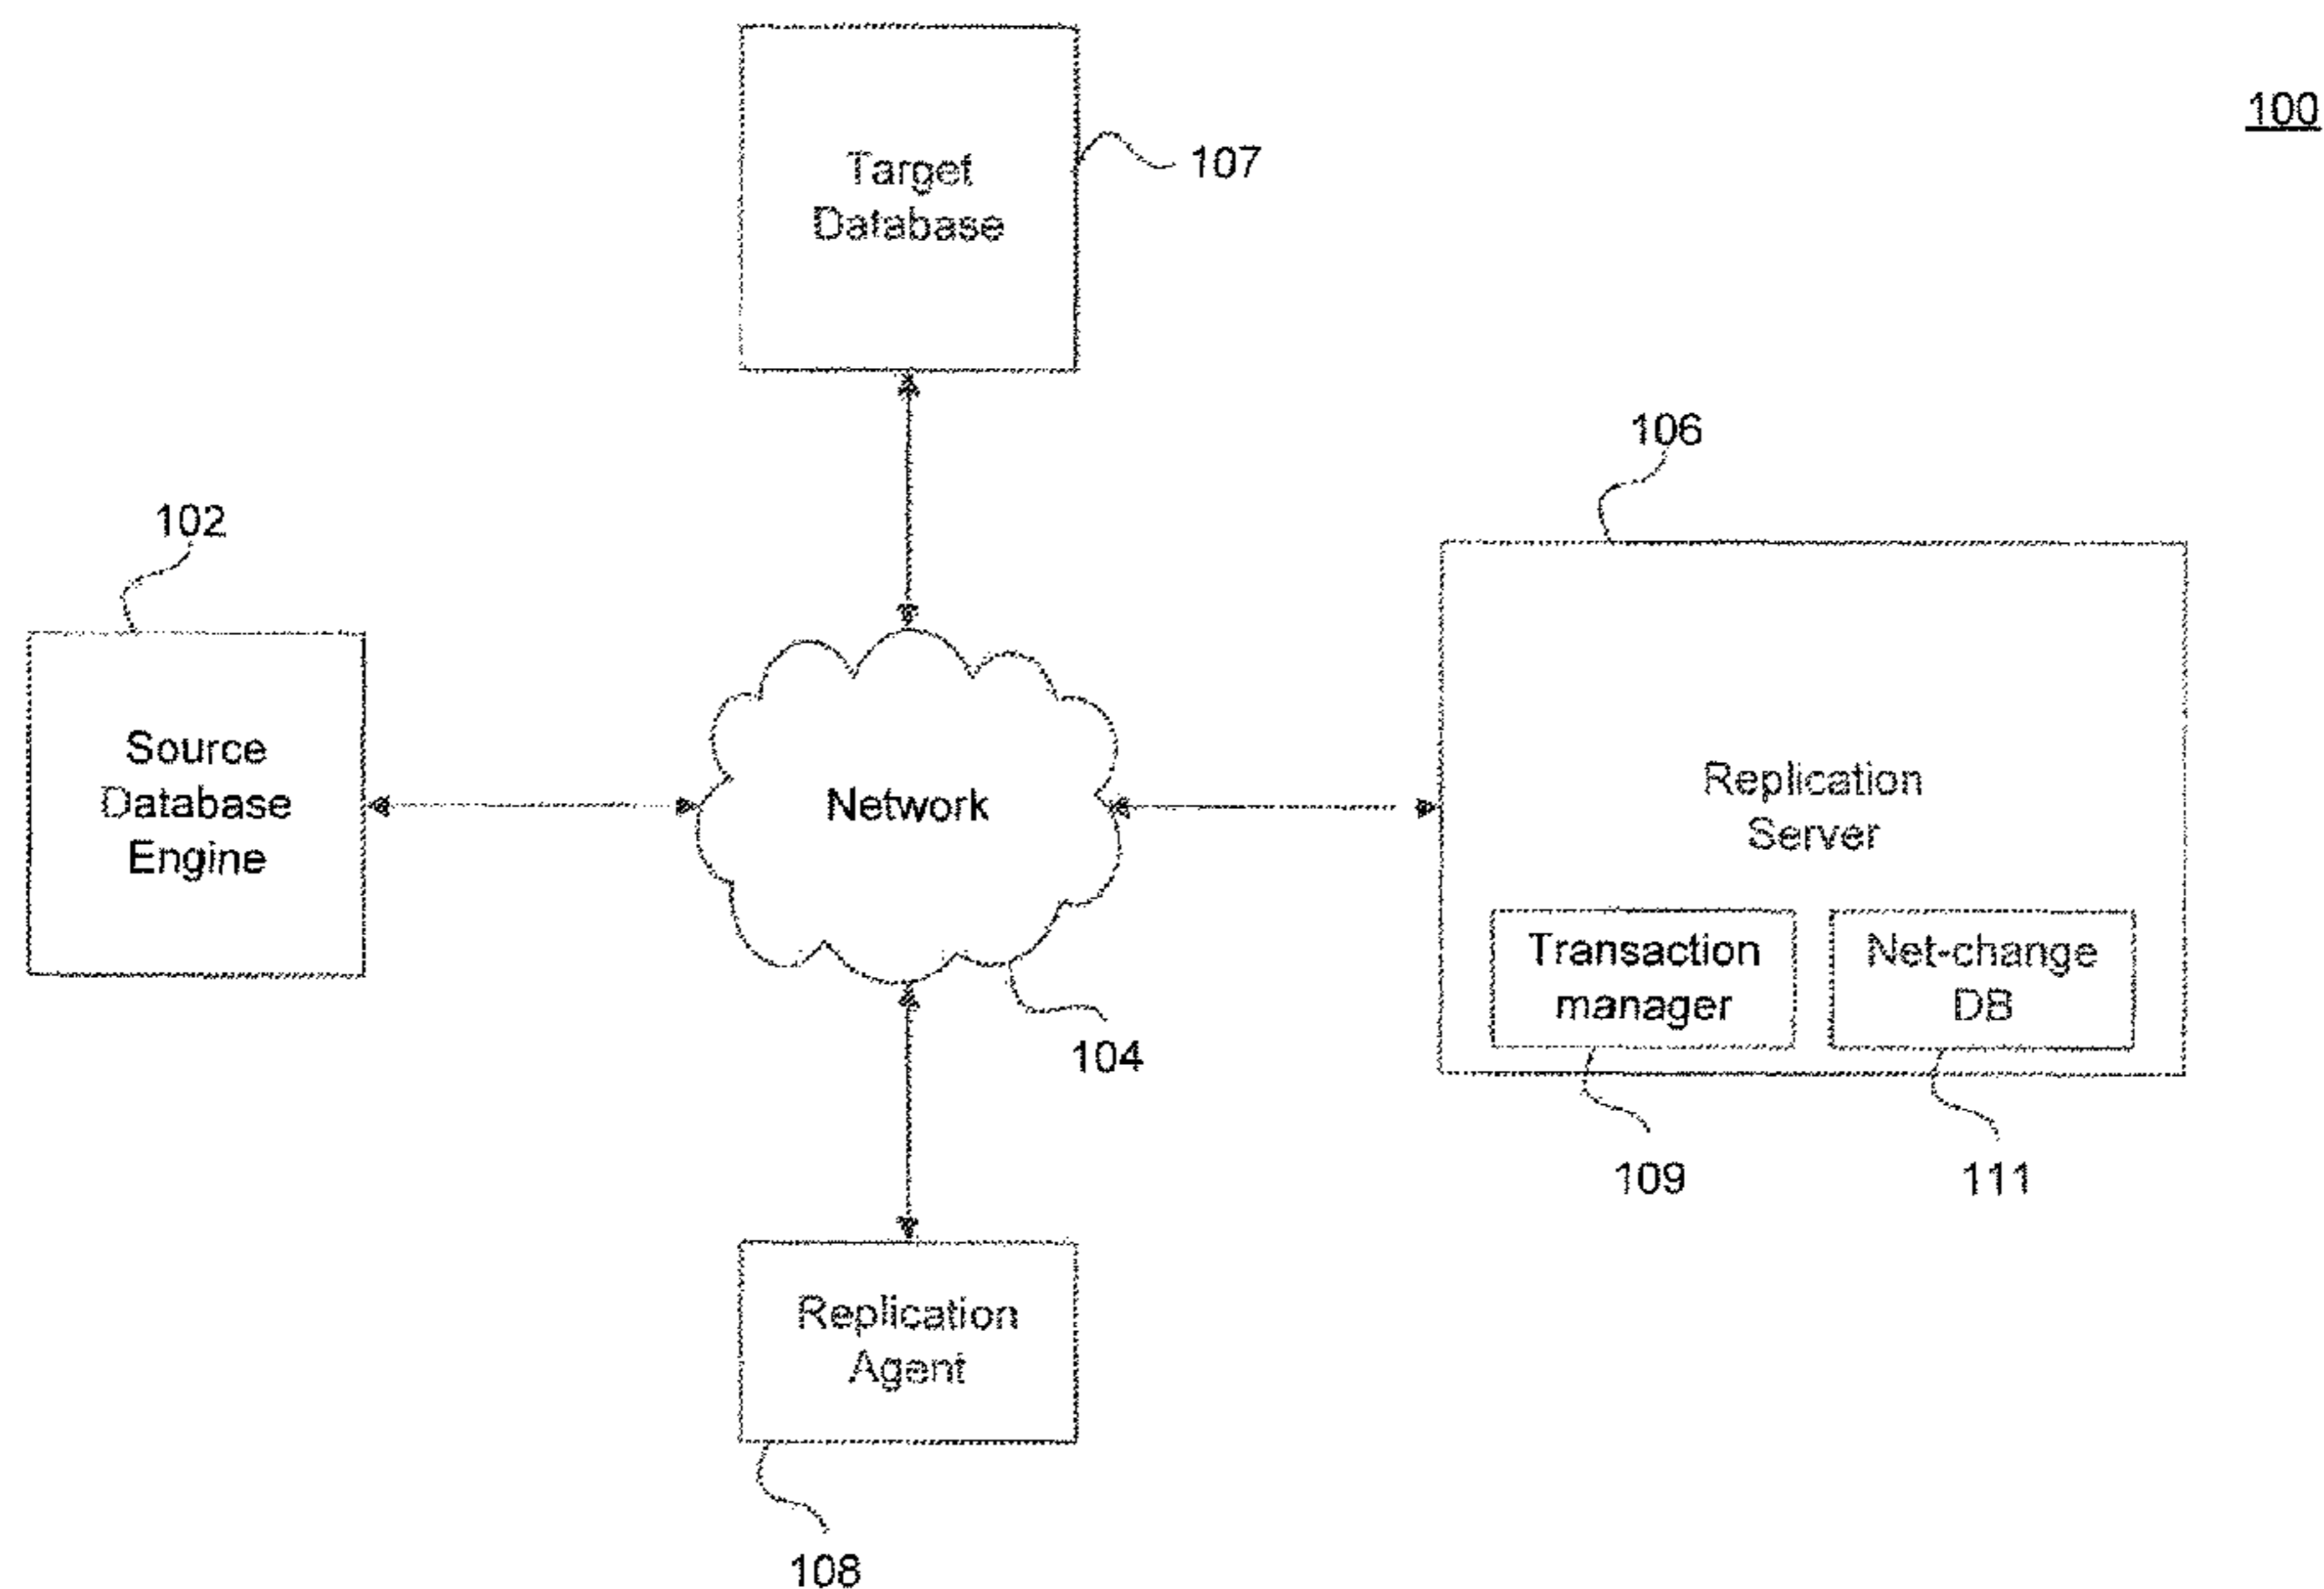 100
Target
Database
107
106
102
Source
Database
Engine
Network
Replication
Server
Transaction
manager
Net-change
DB
104
109
111
Replication
Agent
108